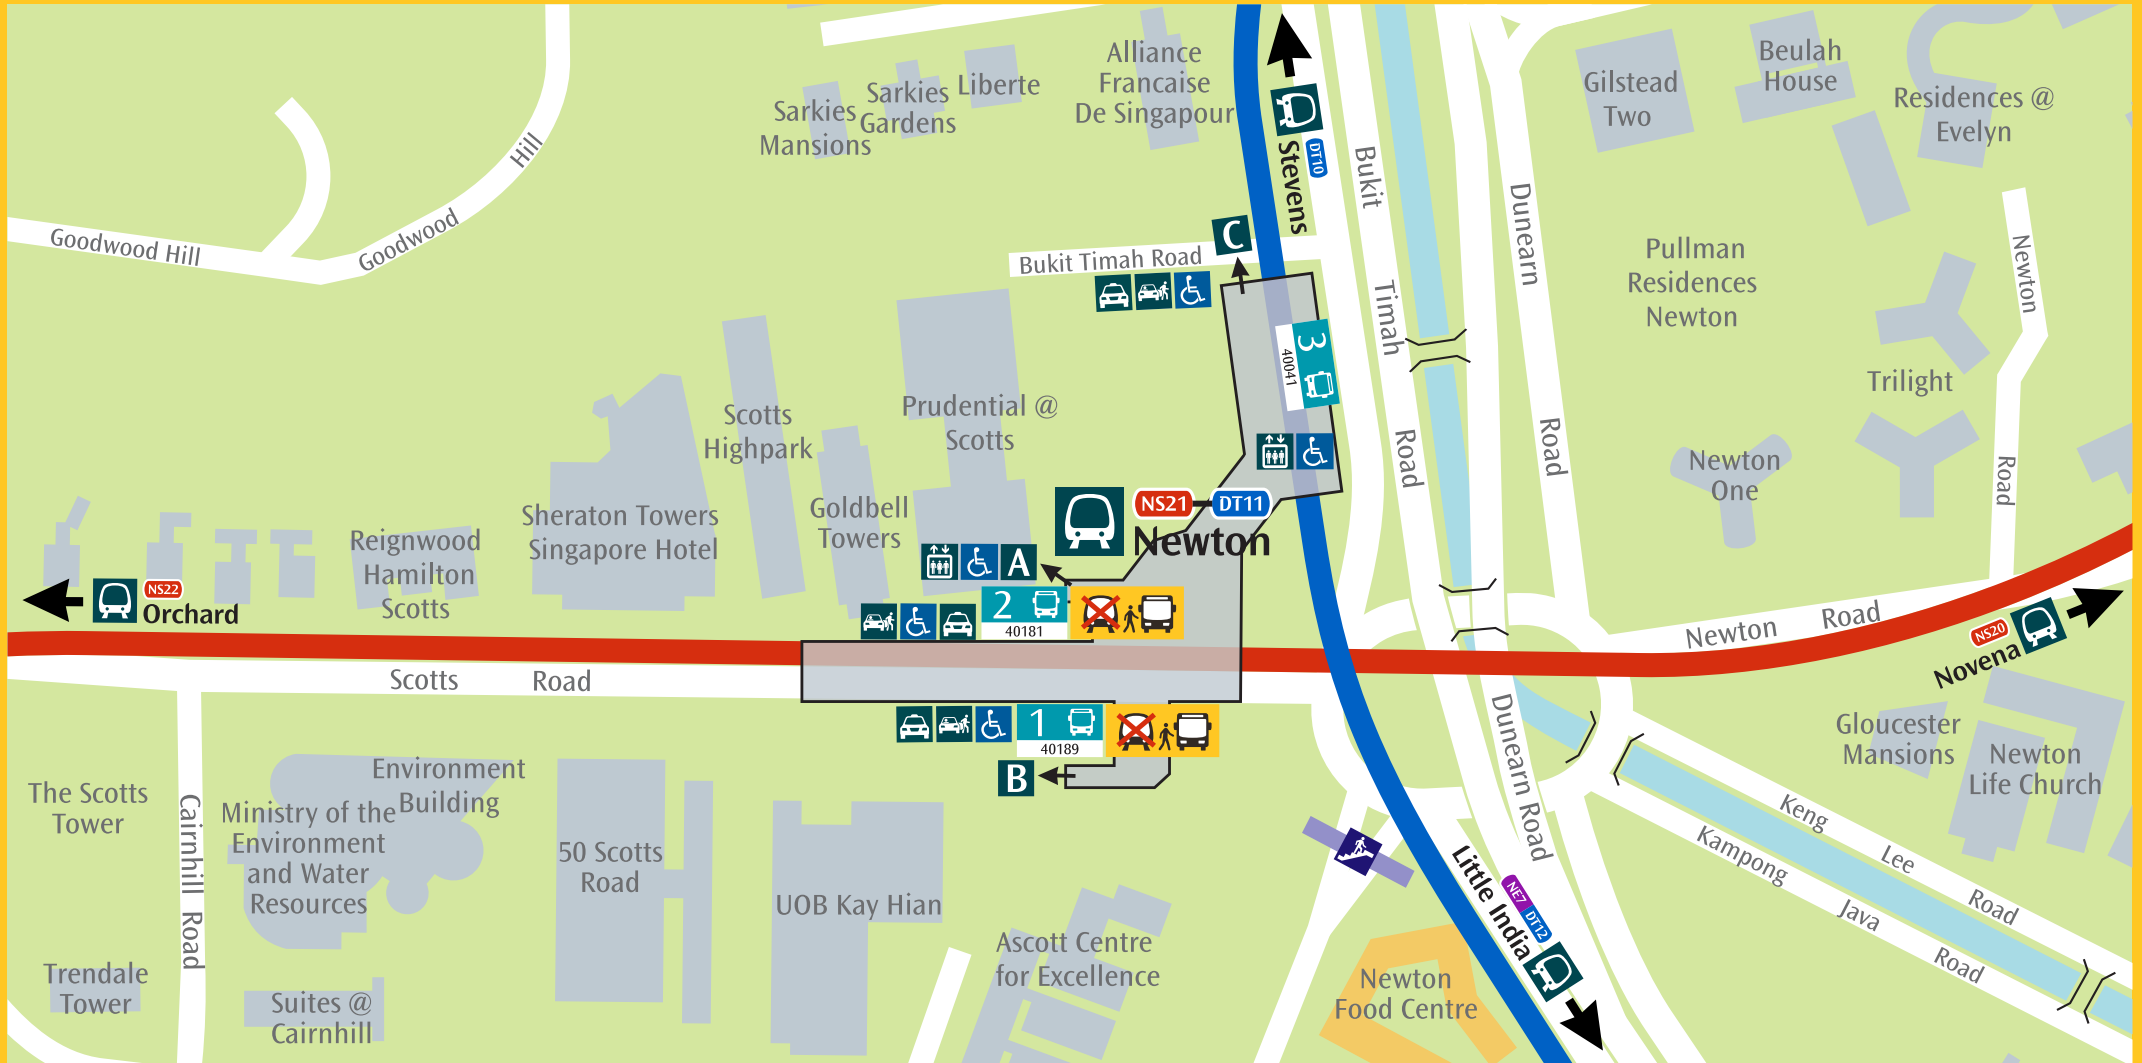 Alliance
Francaise
De Singapour
Sarkies
Mansions
Sarkies
Gardens
Liberte
Stevens
DT10
Bukit
Timah
Road
Dunearn
Road
Gilstead
Two
Beulah
House
Residences @
Evelyn
Goodwood Hill
Goodwood
Hill
Bukit Timah Road
C
Pullman
Residences
Newton
Newton
Road
Trilight
Newton
One
3
40041
Scotts
Highpark
Prudential @
Scotts
Goldbell
Towers
Sheraton Towers
Singapore Hotel
Reignwood
Hamilton
Scotts
NS21
DT11
Newton
A
2
40181
NS22
Orchard
Scotts Road
Newton Road
NS20
Novena
1
40189
B
Dunearn Road
Gloucester
Mansions
Newton
Life Church
Keng Lee Road
Kampong Java Road
The Scotts
Tower
Cairnhill Road
Environment
Building
Ministry of the
Environment
and Water
Resources
50 Scotts
Road
UOB Kay Hian
Ascott Centre
for Excellence
Little India
NE7
DT12
Newton
Food Centre
Trendale
Tower
Suites @
Cairnhill